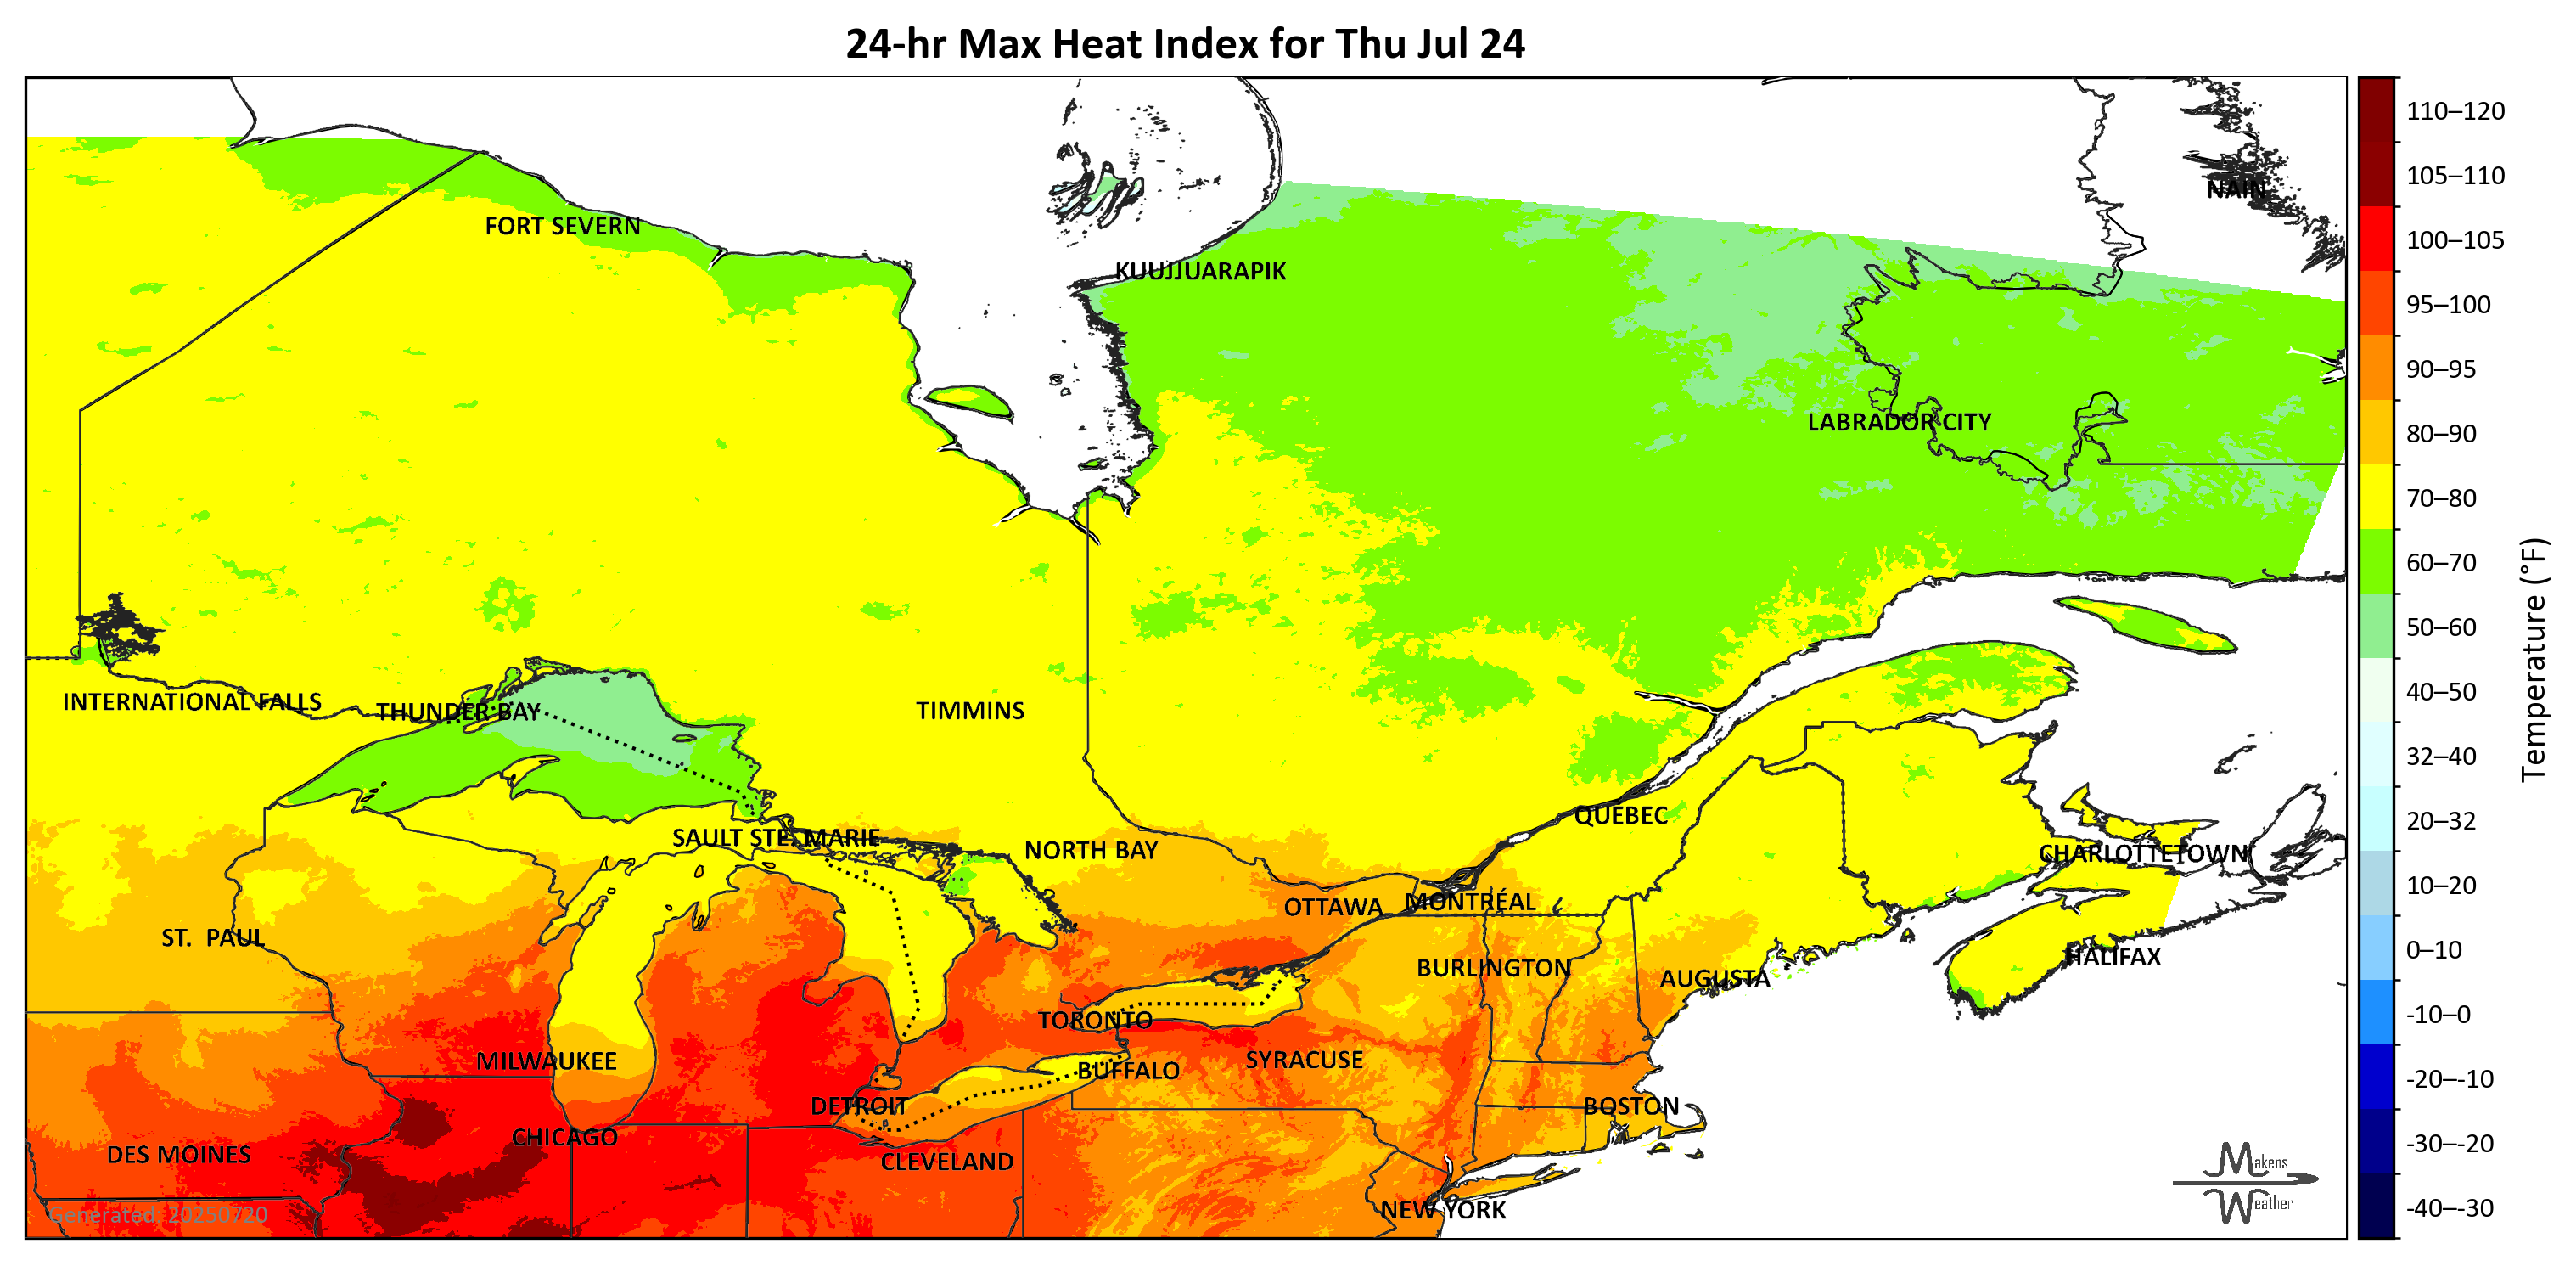 24-hr Max Heat Index for Thu Jul 24
110–120
105–110
NAIN
FORT SEVERN
100–105
KUUJJUARAPIK
95–100
90–95
LABRADOR CITY
80–90
70–80
60–70
50–60
Temperature (°F)
40–50
INTERNATIONAL FALLS
THUNDER BAY
TIMMINS
32–40
QUÉBEC
20–32
SAULT STE. MARIE
NORTH BAY
CHARLOTTETOWN
10–20
OTTAWA
MONTRÉAL
ST. PAUL
0–10
HALIFAX
BURLINGTON
AUGUSTA
-10–0
TORONTO
MILWAUKEE
SYRACUSE
BUFFALO
-20–-10
DETROIT
BOSTON
CHICAGO
-30–-20
DES MOINES
CLEVELAND
Makens
Weather
NEW YORK
-40–-30
Generated: 20250720